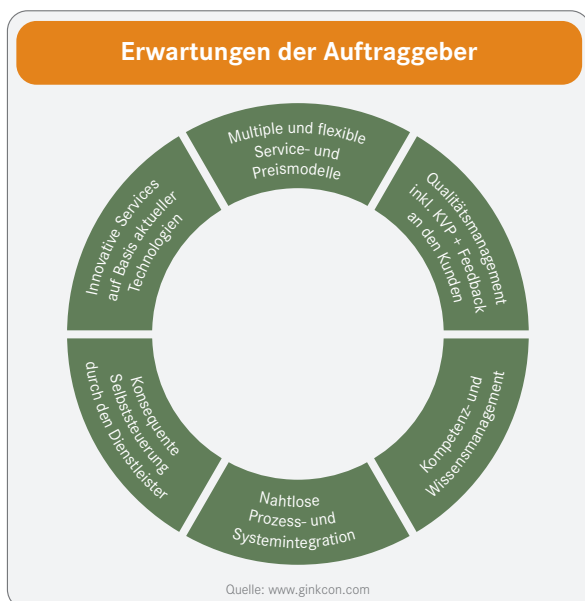 Erwartungen der Auftraggeber
Multiple und flexible
Service- und
Preismodelle
Qualitätsmanagement
inkl. KVP + Feedback
an den Kunden
Kompetenz- und
Wissensmanagement
Nahtlose
Prozess- und
Systemintegration
Konsequente
Selbststeuerung
durch den Dienstleister
Innovative Services
auf Basis aktueller
Technologien
Quelle: www.ginkcon.com